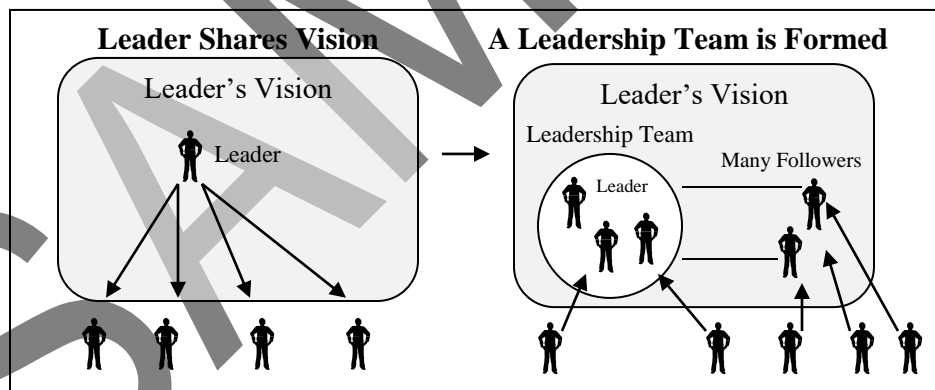 Leader Shares Vision
Leader’s Vision
Leader
A Leadership Team is Formed
Leader’s Vision
Leadership Team
Many Followers
Leader